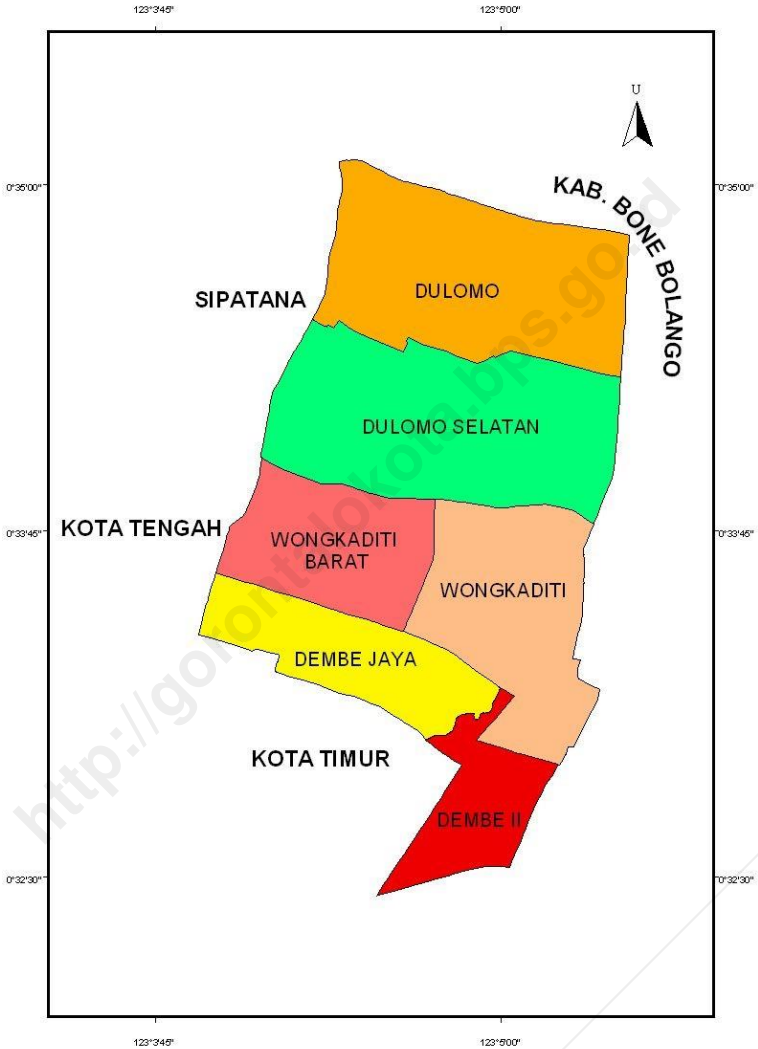 123°3'45"
123°5'00"
U
0°35'00"
0°35'00"
KAB. BONE BOLANGO
DULOMO
SIPATANA
DULOMO SELATAN
KOTA TENGAH
0°33'45"
0°33'45"
WONGKADITI
BARAT
WONGKADITI
DEMBE JAYA
KOTA TIMUR
DEMBE II
0°32'30"
0°32'30"
123°3'45"
123°5'00"
http://gorontalokota.bps.go.id